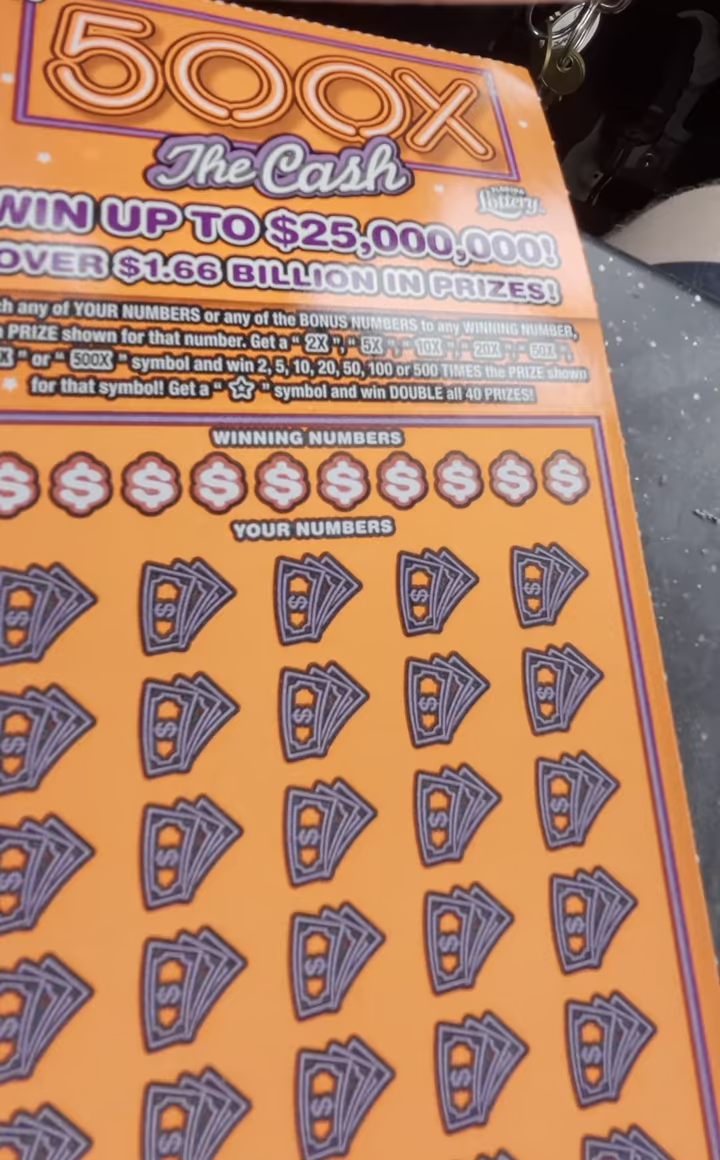 500X
The Cash
FLORIDA
Lottery
WIN UP TO $25,000,000!
OVER $1.66 BILLION IN PRIZES!
any of YOUR NUMBERS or any of the BONUS NUMBERS to any WINNING NUMBER,
PRIZE shown for that number. Get a " 2X ", " 5X ", " 10X ", " 20X ", " 50X ",
" or " 500X " symbol and win 2, 5, 10, 20, 50, 100 or 500 TIMES the PRIZE shown
for that symbol! Get a " ☆ " symbol and win DOUBLE all 40 PRIZES!
WINNING NUMBERS
$ $ $ $ $ $ $ $ $ $
YOUR NUMBERS
$ $ $ $ $
$ $ $ $ $
$ $ $ $ $
$ $ $ $ $
$ $ $ $ $